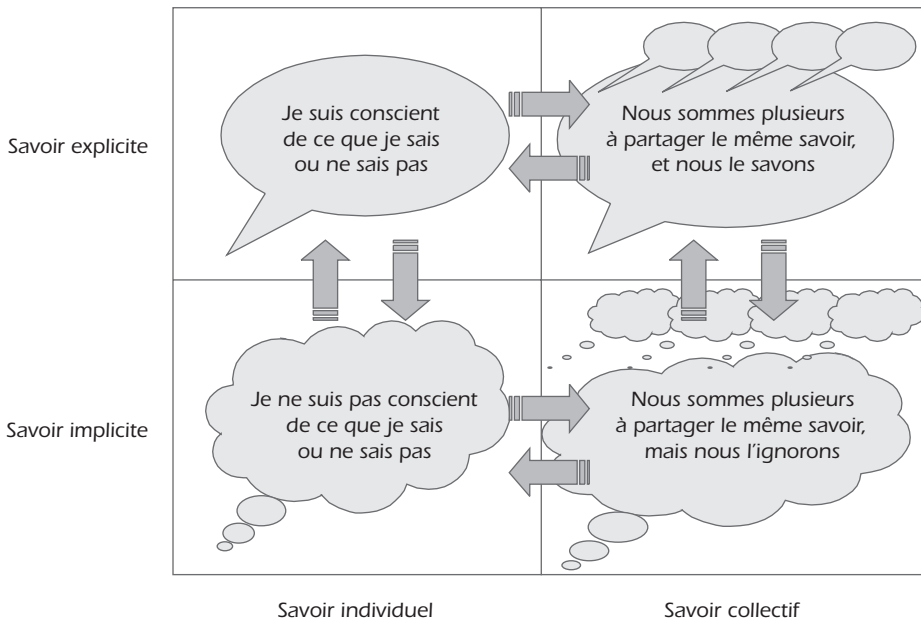 Savoir explicite
Je suis conscient
de ce que je sais
ou ne sais pas
Nous sommes plusieurs
à partager le même savoir,
et nous le savons
Savoir implicite
Je ne suis pas conscient
de ce que je sais
ou ne sais pas
Nous sommes plusieurs
à partager le même savoir,
mais nous l'ignorons
Savoir individuel
Savoir collectif